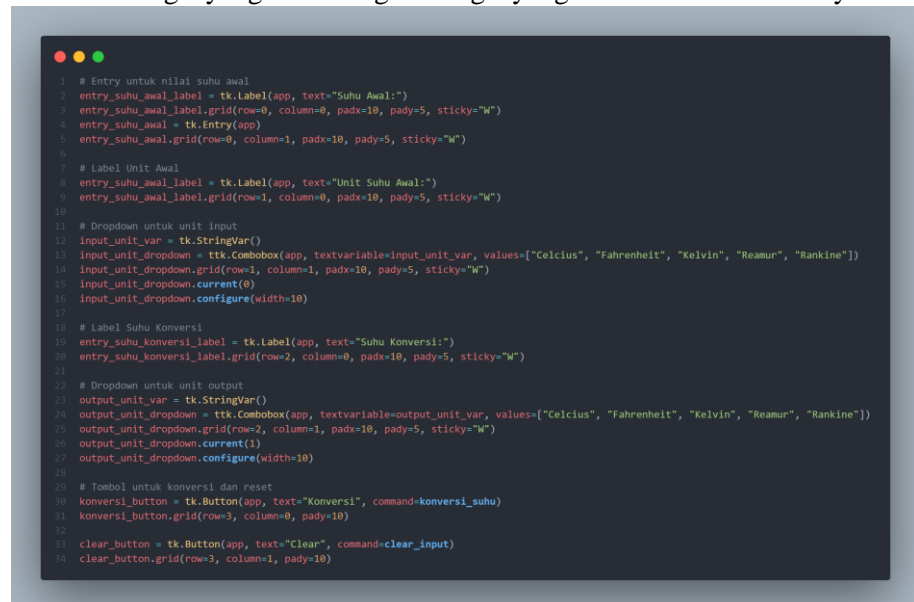 1 # Entry untuk nilai suhu awal
2 entry_suhu_awal_label = tk.Label(app, text="Suhu Awal:")
3 entry_suhu_awal_label.grid(row=0, column=0, padx=10, pady=5, sticky="W")
4 entry_suhu_awal = tk.Entry(app)
5 entry_suhu_awal.grid(row=0, column=1, padx=10, pady=5, sticky="W")
6
7 # Label Unit Awal
8 entry_suhu_awal_label = tk.Label(app, text="Unit Suhu Awal:")
9 entry_suhu_awal_label.grid(row=1, column=0, padx=10, pady=5, sticky="W")
10
11 # Dropdown untuk unit input
12 input_unit_var = tk.StringVar()
13 input_unit_dropdown = ttk.Combobox(app, textvariable=input_unit_var, values=["Celcius", "Fahrenheit", "Kelvin", "Reamur", "Rankine"])
14 input_unit_dropdown.grid(row=1, column=1, padx=10, pady=5, sticky="W")
15 input_unit_dropdown.current(0)
16 input_unit_dropdown.configure(width=10)
17
18 # Label Suhu Konversi
19 entry_suhu_konversi_label = tk.Label(app, text="Suhu Konversi:")
20 entry_suhu_konversi_label.grid(row=2, column=0, padx=10, pady=5, sticky="W")
21
22 # Dropdown untuk unit output
23 output_unit_var = tk.StringVar()
24 output_unit_dropdown = ttk.Combobox(app, textvariable=output_unit_var, values=["Celcius", "Fahrenheit", "Kelvin", "Reamur", "Rankine"])
25 output_unit_dropdown.grid(row=2, column=1, padx=10, pady=5, sticky="W")
26 output_unit_dropdown.current(1)
27 output_unit_dropdown.configure(width=10)
28
29 # Tombol untuk konversi dan reset
30 konversi_button = tk.Button(app, text="Konversi", command=konversi_suhu)
31 konversi_button.grid(row=3, column=0, pady=10)
32
33 clear_button = tk.Button(app, text="Clear", command=clear_input)
34 clear_button.grid(row=3, column=1, pady=10)